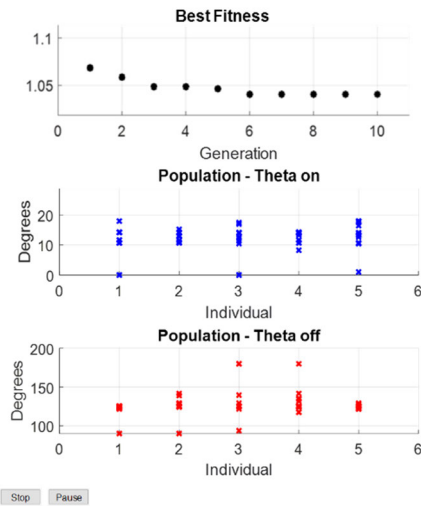 Best Fitness
1.1
1.05
0 2 4 6 8 10
Generation
Population - Theta on
Degrees
20
10
0
0 1 2 3 4 5 6
Individual
Population - Theta off
Degrees
200
150
100
0 1 2 3 4 5 6
Individual
Stop Pause